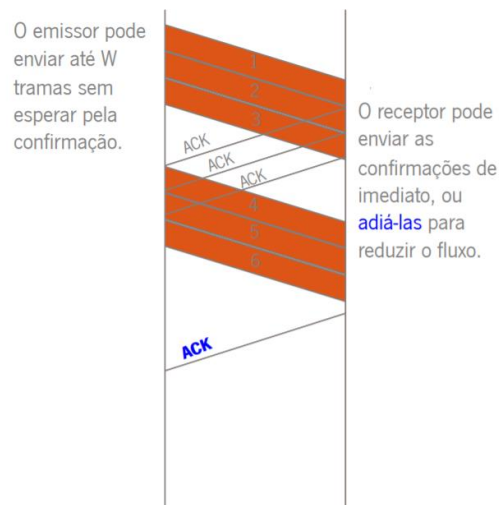 O emissor pode
enviar até W
tramas sem
esperar pela
confirmação.
1
2
3
ACK
ACK
ACK
O receptor pode
enviar as
confirmações de
imediato, ou
adiá-las para
reduzir o fluxo.
4
5
6
ACK